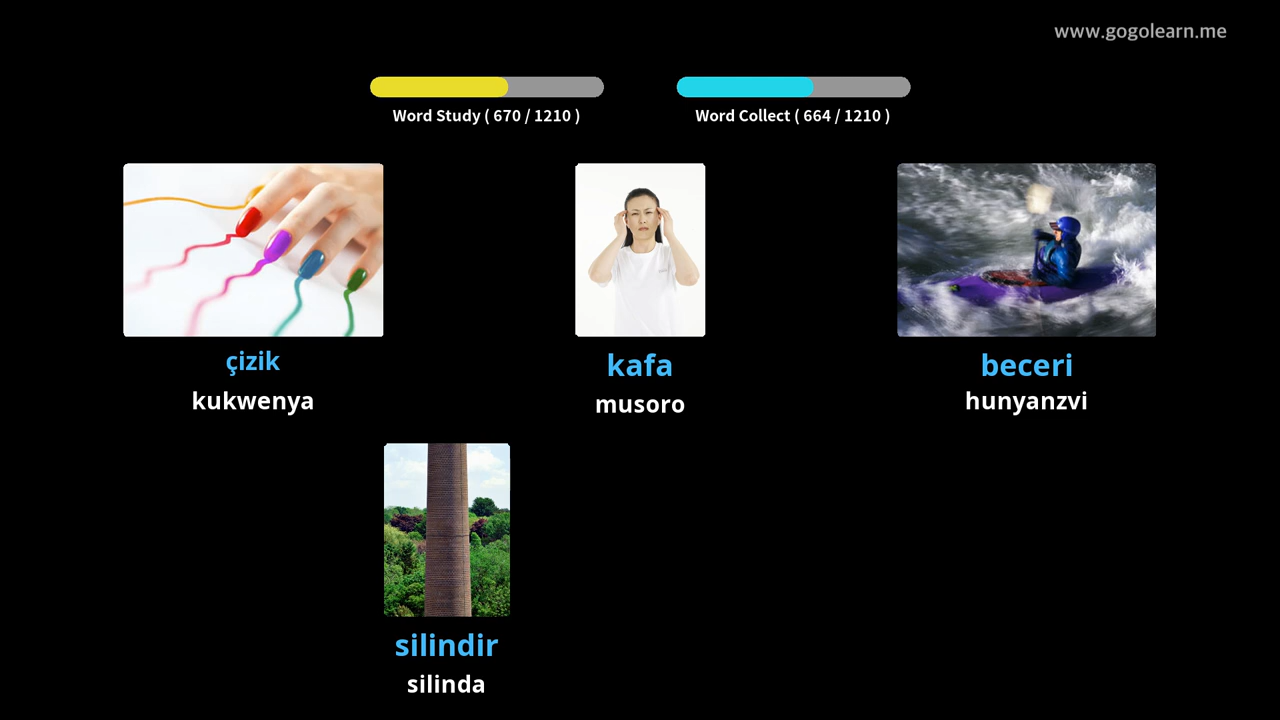 www.gogolearn.me
Word Study ( 670 / 1210 )
Word Collect ( 664 / 1210 )
çizik
kukwenya
kafa
musoro
beceri
hunyanzvi
silindir
silinda